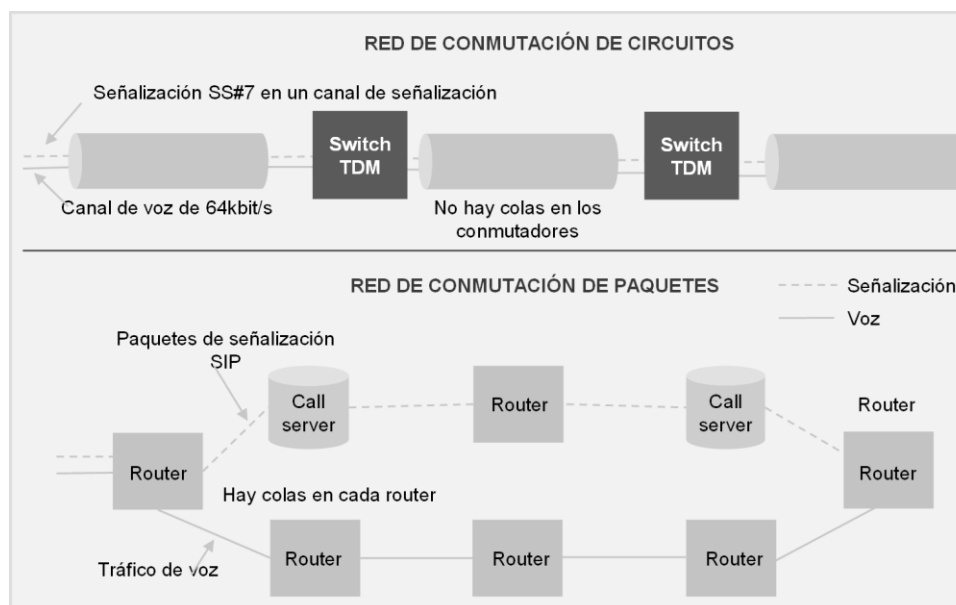 RED DE CONMUTACIÓN DE CIRCUITOS
Señalización SS#7 en un canal de señalización
Switch
TDM
Switch
TDM
Canal de voz de 64kbit/s
No hay colas en los
conmutadores
RED DE CONMUTACIÓN DE PAQUETES
Señalización
Voz
Paquetes de señalización
SIP
Call
server
Router
Call
server
Router
Router
Router
Hay colas en cada router
Router
Router
Router
Tráfico de voz